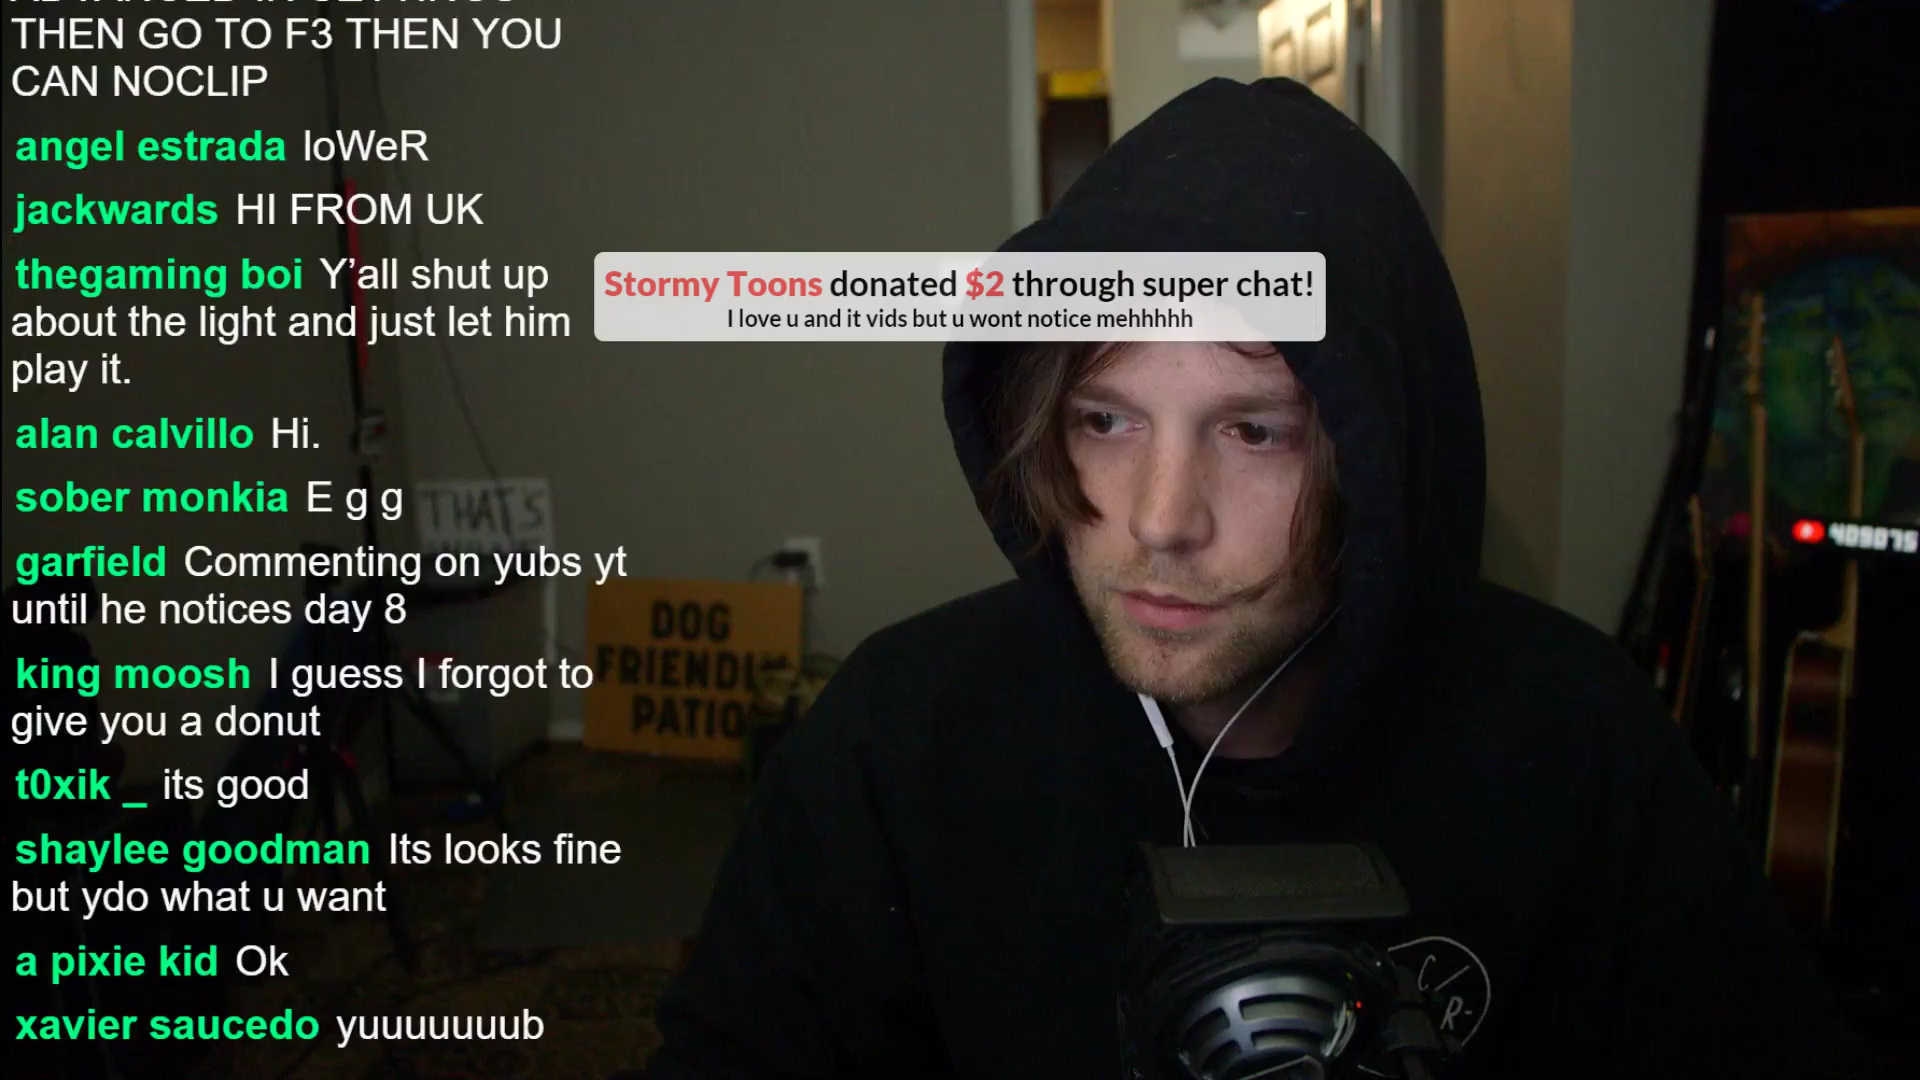 THEN GO TO F3 THEN YOU
CAN NOCLIP
angel estrada loWeR
jackwards HI FROM UK
thegaming boi Y’all shut up
about the light and just let him
play it.
alan calvillo Hi.
sober monkia E g g
garfield Commenting on yubs yt
until he notices day 8
king moosh I guess I forgot to
give you a donut
t0xik _ its good
shaylee goodman Its looks fine
but ydo what u want
a pixie kid Ok
xavier saucedo yuuuuuuub
Stormy Toons donated $2 through super chat!
I love u and it vids but u wont notice mehhhhh
THAT'S
DOG
FRIENDLY
PATIO
409075
C/
R-